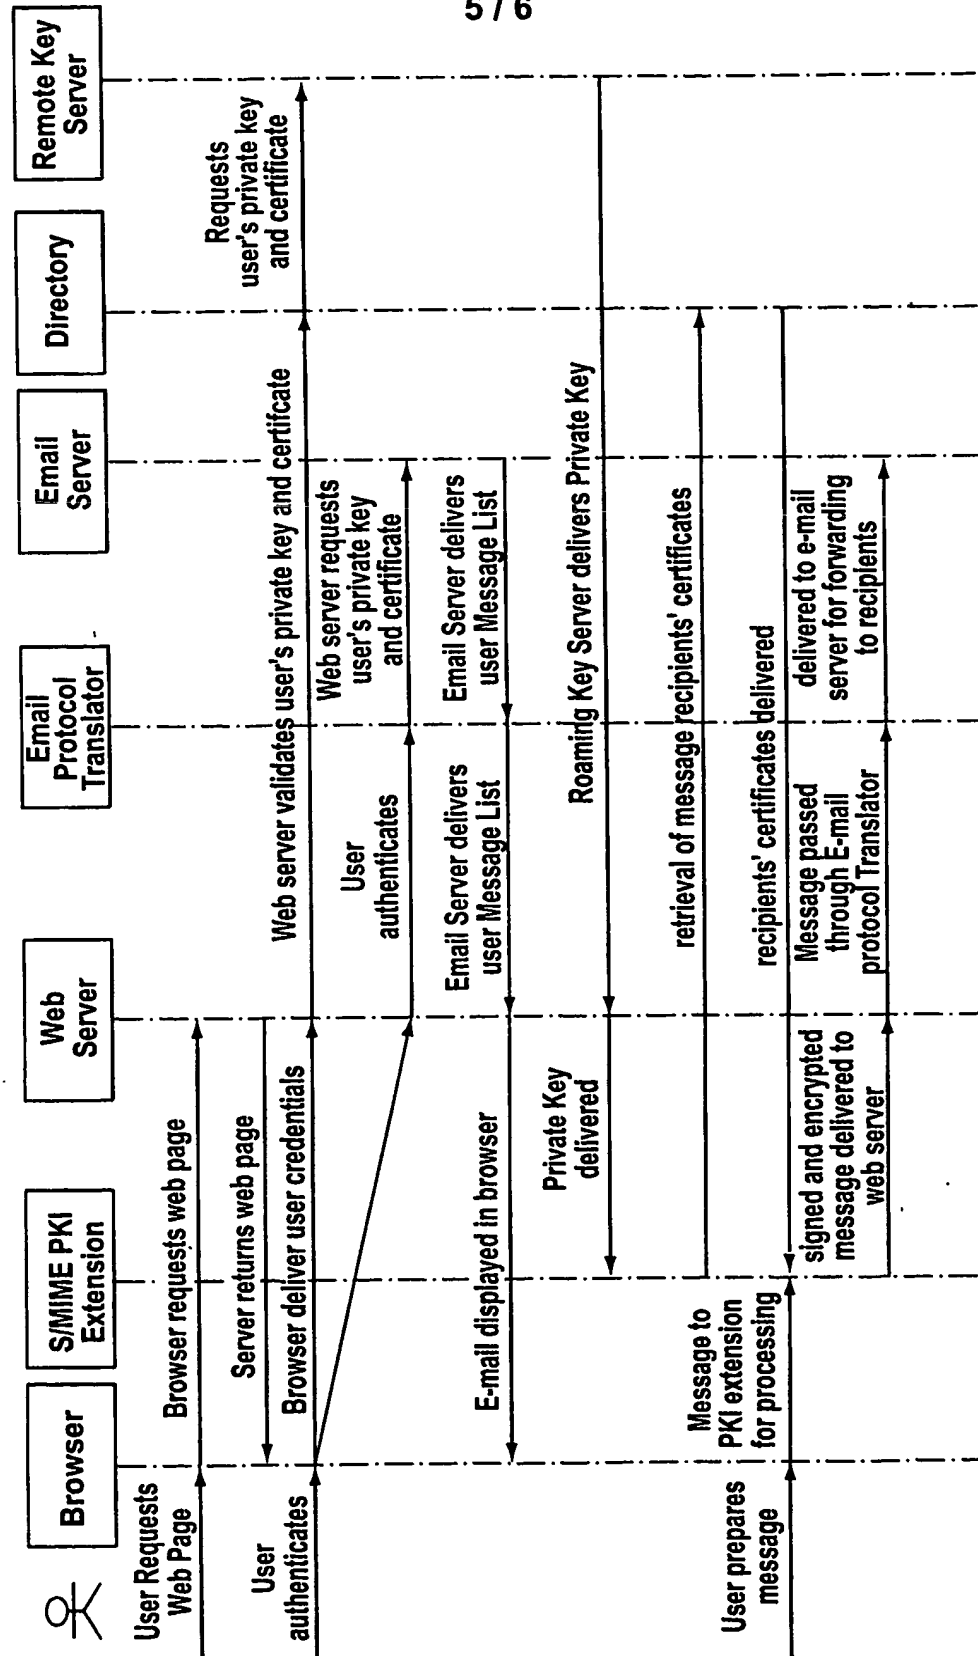 5 / 6
Browser
S/MIME PKI
Extension
Web
Server
Email
Protocol
Translator
Email
Server
Directory
Remote Key
Server
User Requests
Web Page
Browser requests web page
Server returns web page
User
authenticates
Browser deliver user credentials
Web server validates user's private key and certifcate
Requests
user's private key
and certificate
User
authenticates
Web server requests
user's private key
and certificate
Email Server delivers
user Message List
Email Server delivers
user Message List
E-mail displayed in browser
Roaming Key Server delivers Private Key
Private Key
delivered
retrieval of message recipients' certificates
User prepares
message
Message to
PKI extension
for processing
recipients' certificates delivered
signed and encrypted
message delivered to
web server
Message passed
through E-mail
protocol Translator
delivered to e-mail
server for forwarding
to recipients